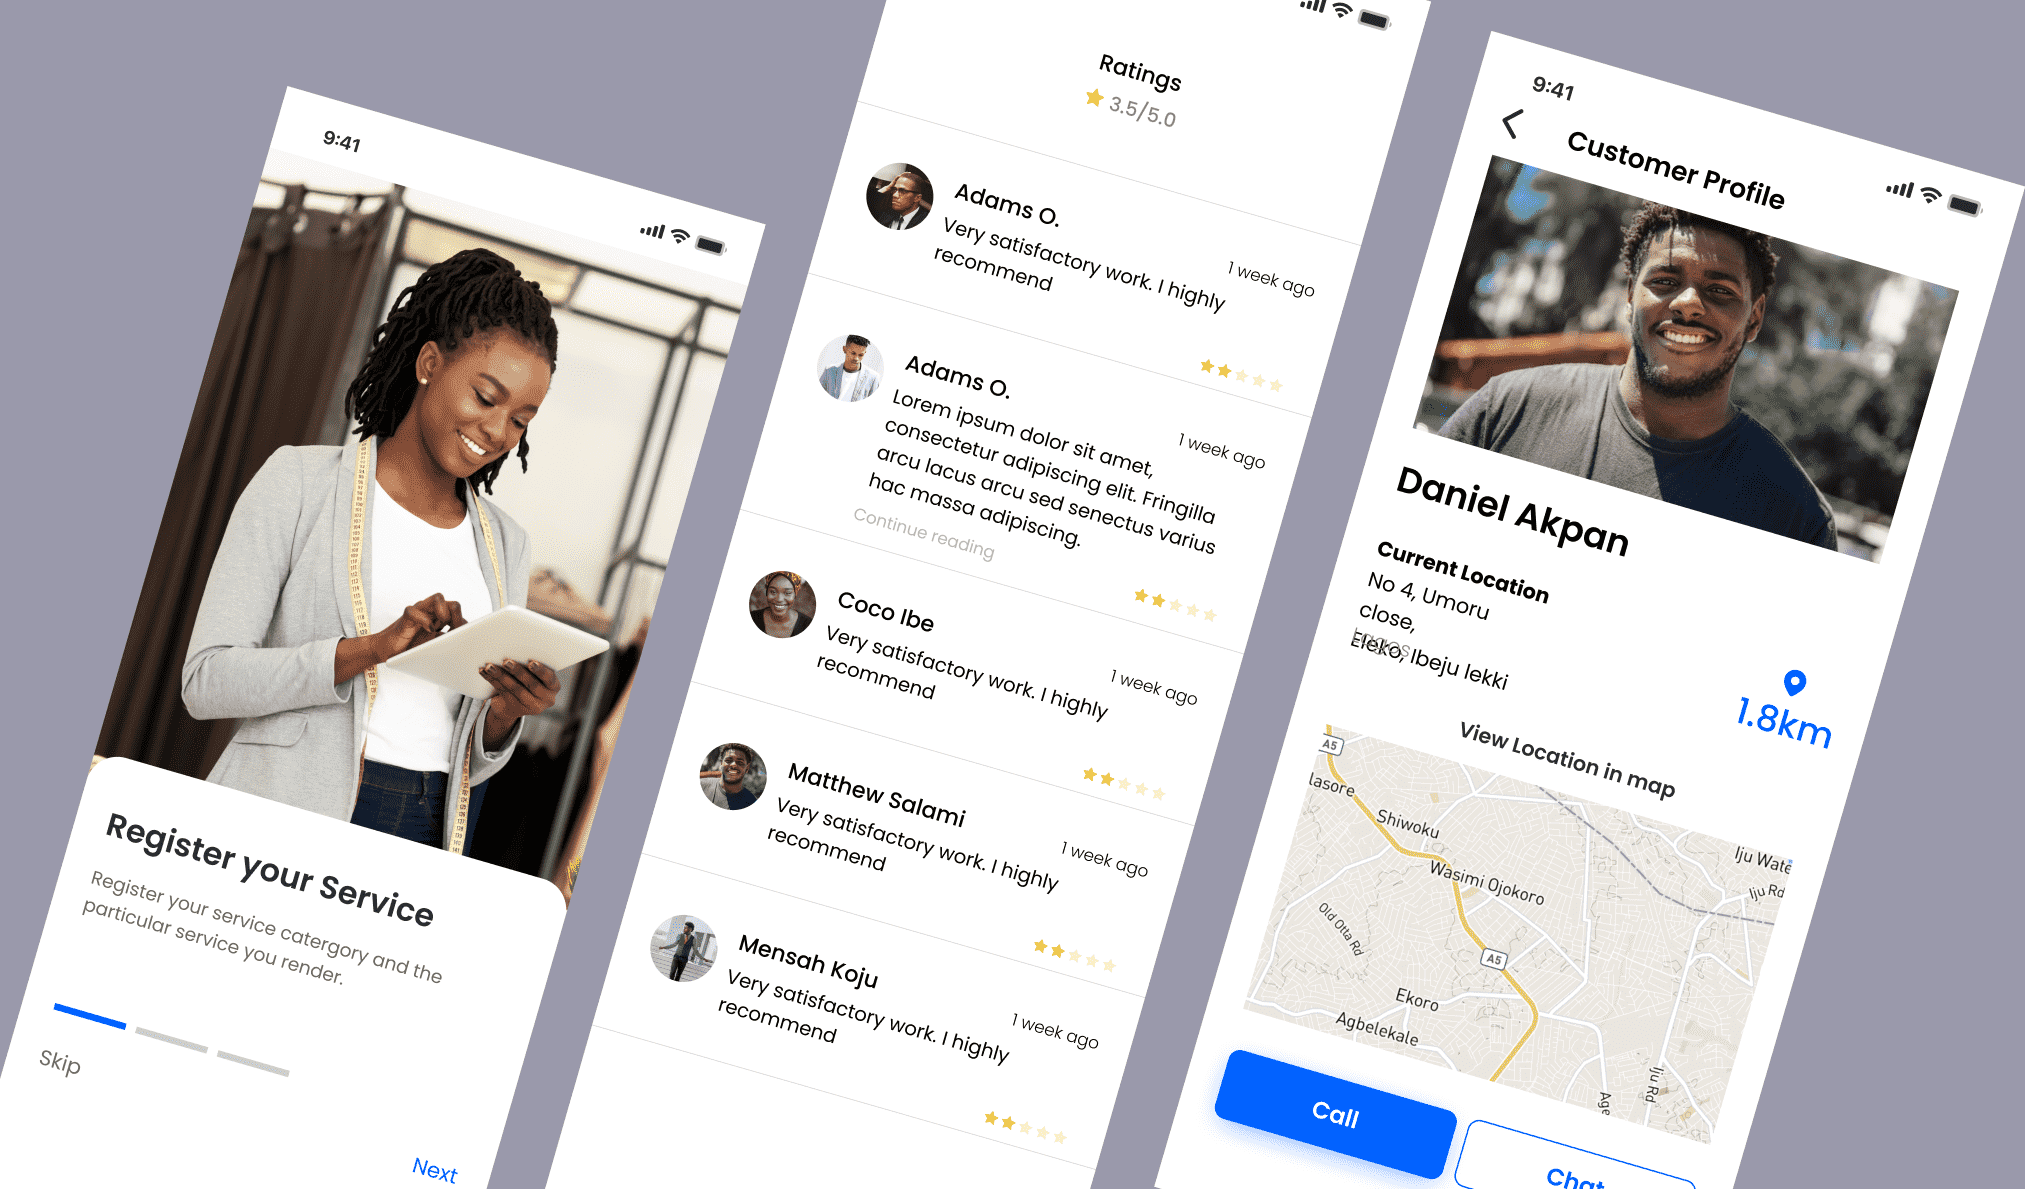 9:41
Register your Service
Register your service catergory and the
particular service you render.
Skip
Next
Ratings
3.5/5.0
Adams O.
Very satisfactory work. I highly
recommend
1 week ago
Adams O.
Lorem ipsum dolor sit amet,
consectetur adipiscing elit. Fringilla
arcu lacus arcu sed senectus varius
hac massa adipiscing.
Continue reading
1 week ago
Coco Ibe
Very satisfactory work. I highly
recommend
1 week ago
Matthew Salami
Very satisfactory work. I highly
recommend
1 week ago
Mensah Koju
Very satisfactory work. I highly
recommend
1 week ago
9:41
Customer Profile
Daniel Akpan
Current Location
No 4, Umoru
close,
Eleko, Ibeju lekki
Lagos
1.8km
View Location in map
A5
lasore
Shiwoku
Wasimi Ojokoro
Iju Wate
Iju Rd
Old Otta Rd
A5
Ekoro
Agbelekale
Iju Rd
Age
Call
Chat